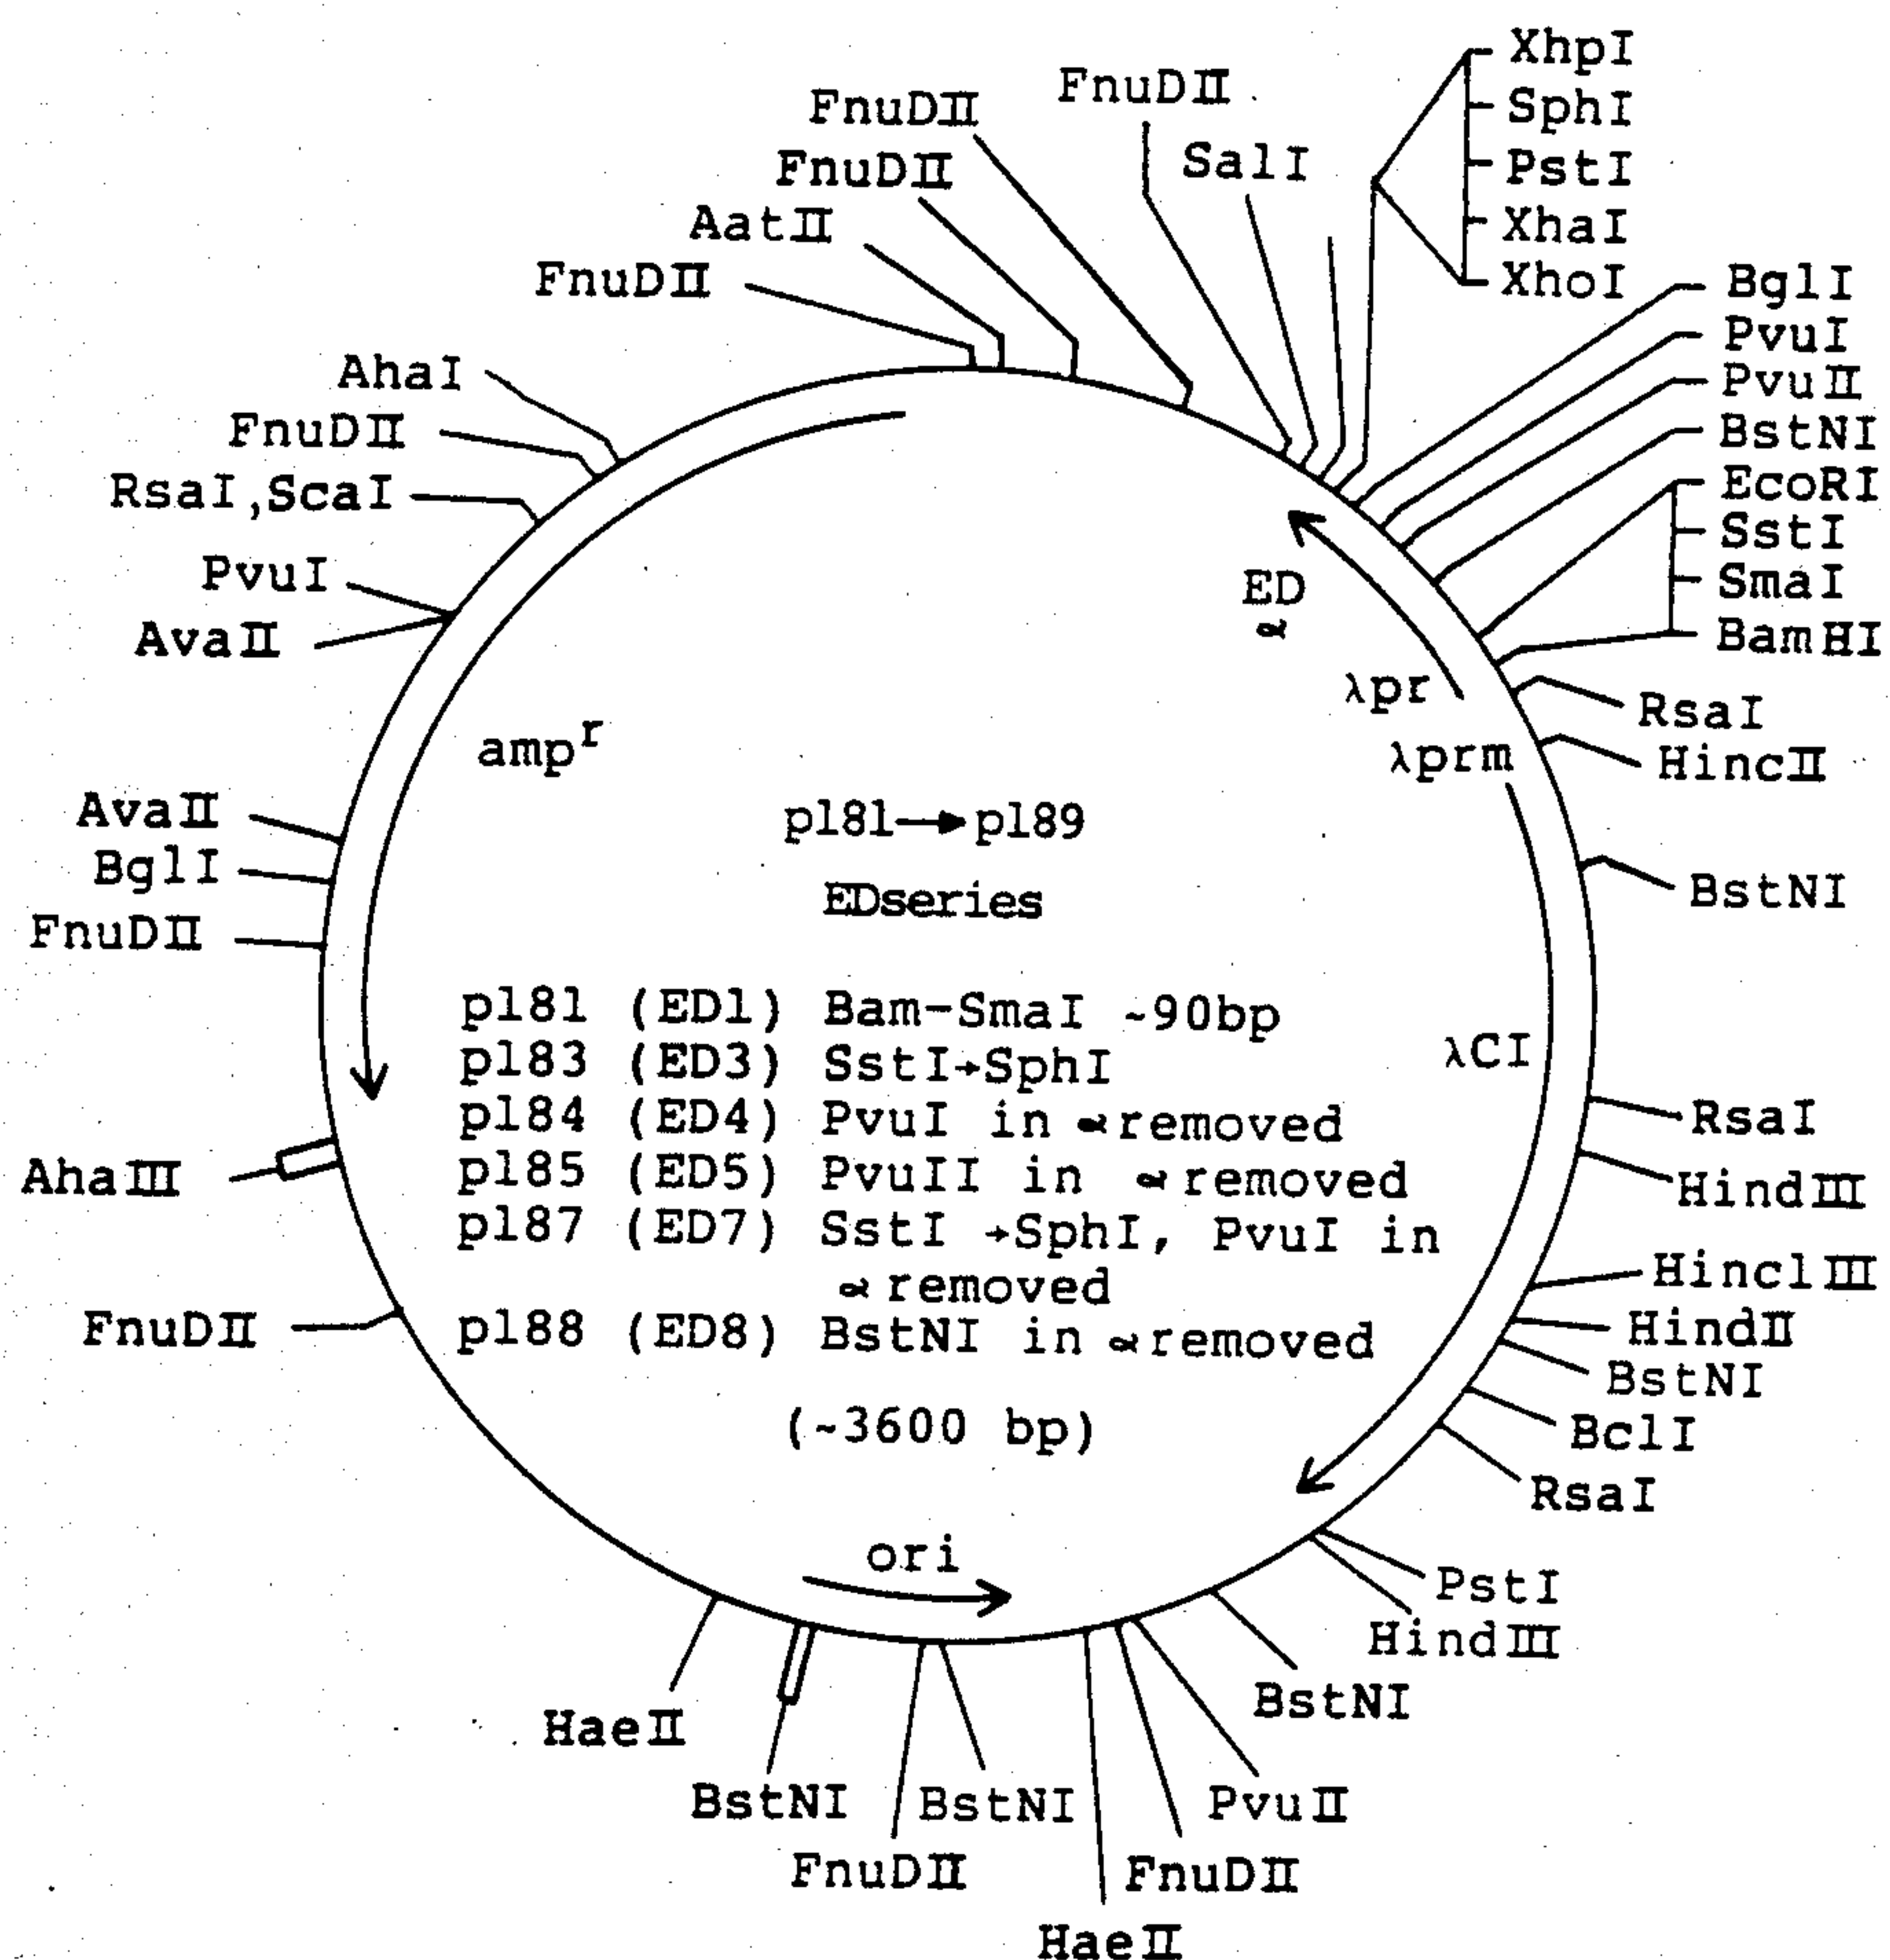 XhpI
SphI
PstI
XhaI
XhoI
FnuDII
FnuDII
SalI
FnuDII
AatII
FnuDII
BglI
PvuI
PvuII
BstNI
EcoRI
SstI
SmaI
BamHI
AhaI
FnuDII
RsaI,ScaI
PvuI
AvaII
ED
α
λpr
λprm
RsaI
HincII
BstNI
amp^r
AvaII
BglI
FnuDII
p181→p189
EDseries
p181 (ED1) Bam-SmaI ~90bp
p183 (ED3) SstI→SphI
p184 (ED4) PvuI in α removed
p185 (ED5) PvuII in α removed
p187 (ED7) SstI →SphI, PvuI in
α removed
p188 (ED8) BstNI in α removed
(~3600 bp)
λCI
RsaI
HindIII
HinclIII
HindII
BstNI
BclI
RsaI
AhaIII
FnuDII
ori
PstI
HindIII
BstNI
HaeII
BstNI
BstNI
PvuII
FnuDII
FnuDII
HaeII